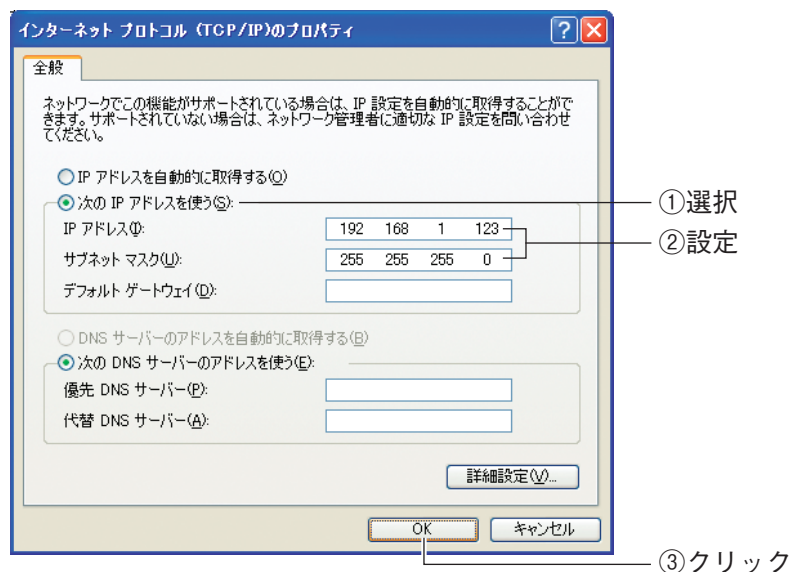 インターネット プロトコル (TCP/IP)のプロパティ
全般
ネットワークでこの機能がサポートされている場合は、IP 設定を自動的に取得することがで
きます。サポートされていない場合は、ネットワーク管理者に適切な IP 設定を問い合わせ
てください。
IP アドレスを自動的に取得する(O)
次の IP アドレスを使う(S):
①選択
IP アドレス(I):
192 168 1 123
②設定
サブネット マスク(U):
255 255 255 0
デフォルト ゲートウェイ(D):
DNS サーバーのアドレスを自動的に取得する(B)
次の DNS サーバーのアドレスを使う(E):
優先 DNS サーバー(P):
代替 DNS サーバー(A):
詳細設定(V)...
OK
キャンセル
③クリック